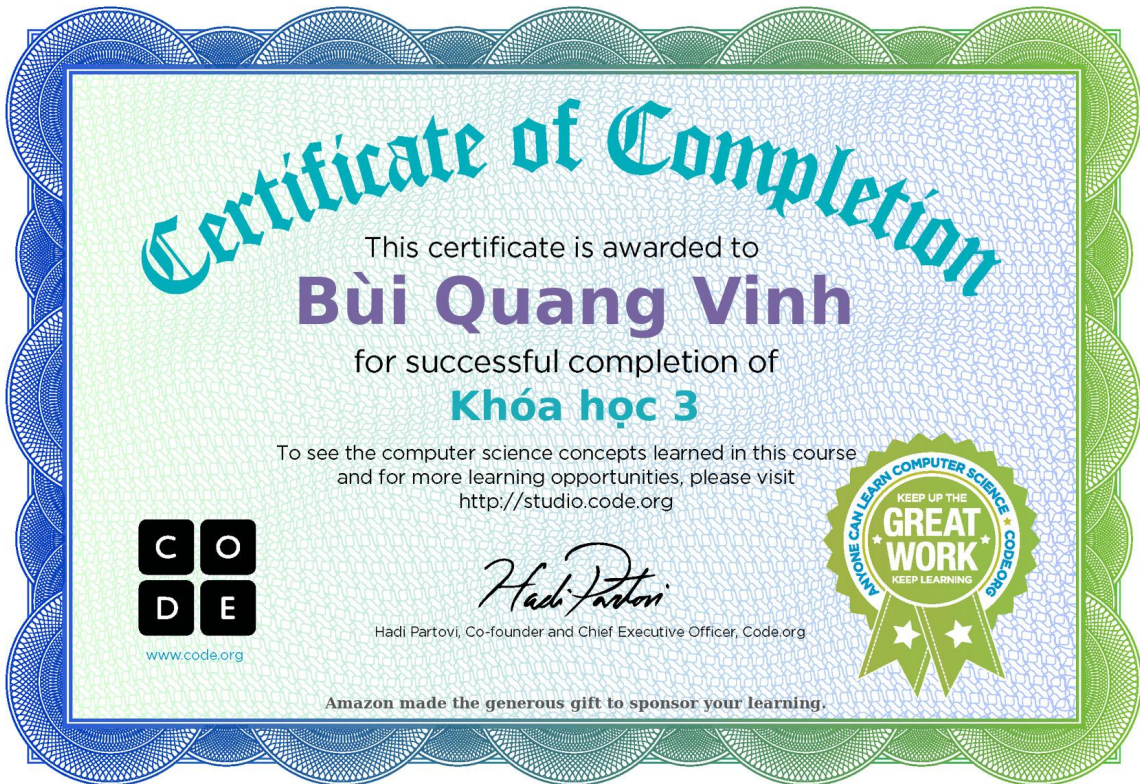 Certificate of Completion
This certificate is awarded to
Bùi Quang Vinh
for successful completion of
Khóa học 3
To see the computer science concepts learned in this course
and for more learning opportunities, please visit
http://studio.code.org
C O
D E
www.code.org
Hadi Partovi
Hadi Partovi, Co-founder and Chief Executive Officer, Code.org
ANYONE CAN LEARN COMPUTER SCIENCE ★ CODE.ORG
KEEP UP THE
GREAT
WORK
KEEP LEARNING
Amazon made the generous gift to sponsor your learning.